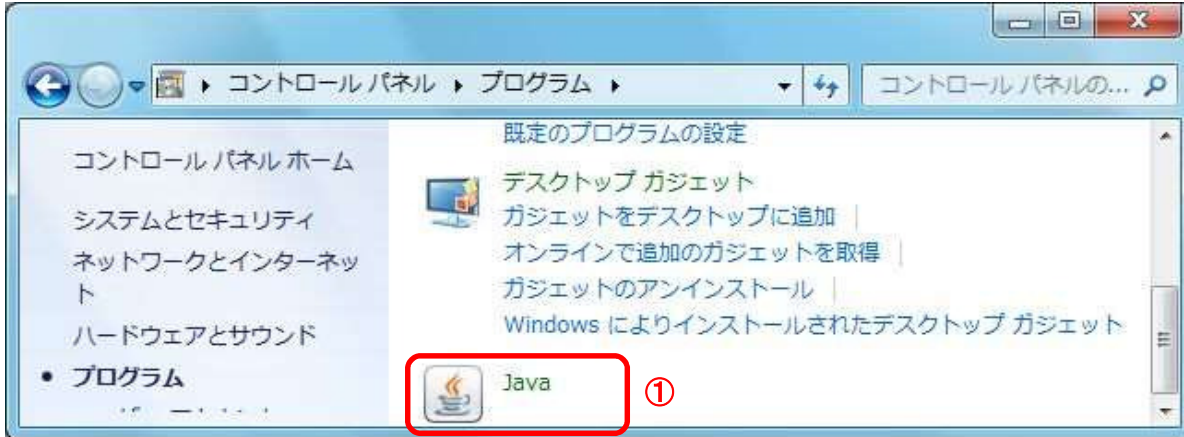 コントロール パネル ▸ プログラム ▸
コントロール パネルの...
コントロール パネル ホーム
システムとセキュリティ
ネットワークとインターネッ
ト
ハードウェアとサウンド
• プログラム
既定のプログラムの設定
デスクトップ ガジェット
ガジェットをデスクトップに追加
オンラインで追加のガジェットを取得
ガジェットのアンインストール
Windows によりインストールされたデスクトップ ガジェット
Java
①